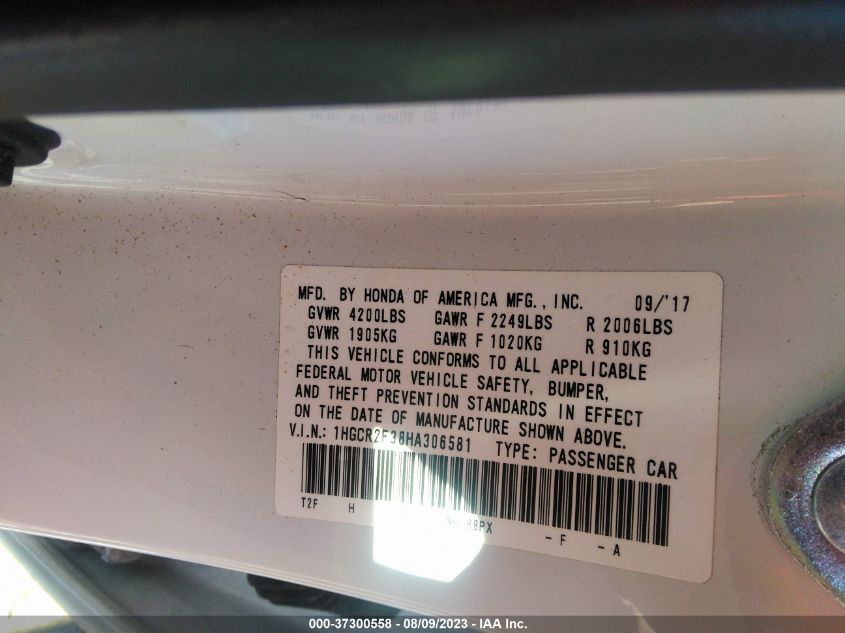 MFD. BY HONDA OF AMERICA MFG., INC. 09/'17
GVWR 4200LBS GAWR F 2249LBS R 2006LBS
GVWR 1905KG GAWR F 1020KG R 910KG
THIS VEHICLE CONFORMS TO ALL APPLICABLE
FEDERAL MOTOR VEHICLE SAFETY, BUMPER,
AND THEFT PREVENTION STANDARDS IN EFFECT
ON THE DATE OF MANUFACTURE SHOWN ABOVE.
V.I.N.: 1HGCR2F38HA306581 TYPE: PASSENGER CAR
T2F H -F -A
000-37300558 - 08/09/2023 - IAA Inc.